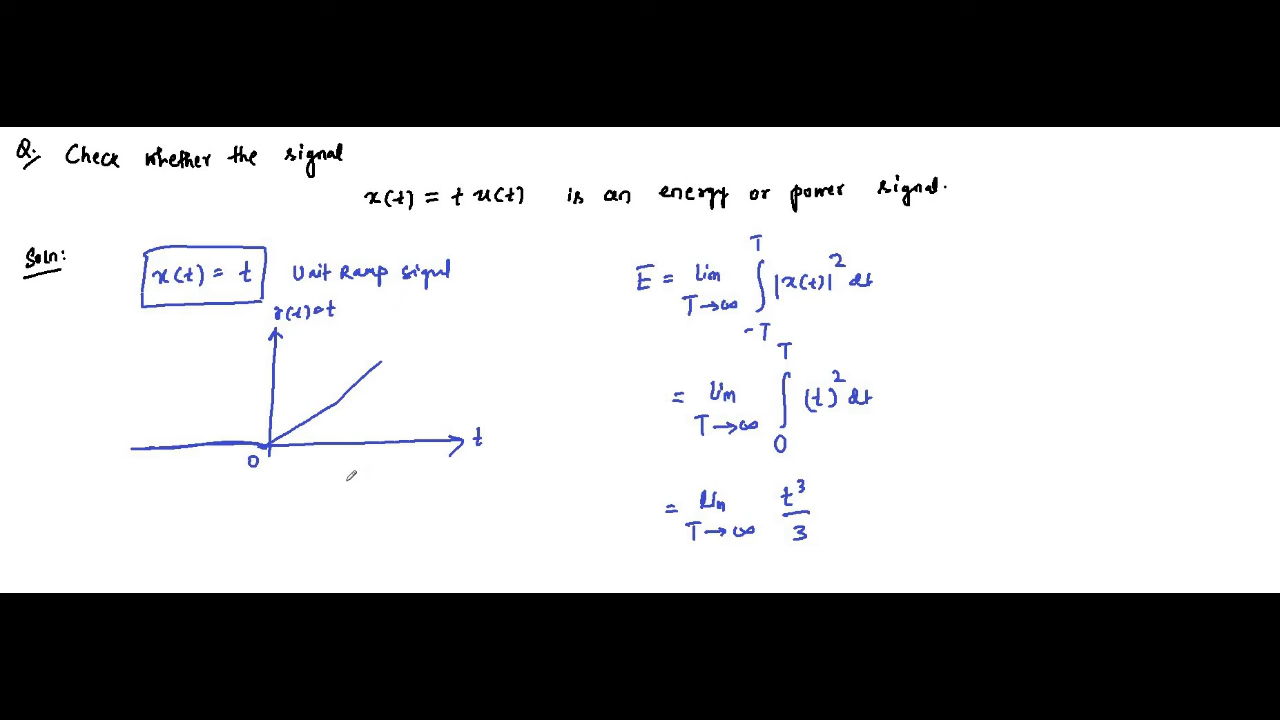 Q. Check whether the signal
x(t) = t u(t) is an energy or power signal.
Soln:
x(t) = t Unit Ramp signal
r(t)=t
t
0
E = lim T→∞ ∫_{-T}^{T} |x(t)|² dt
= lim T→∞ ∫_{0}^{T} (t)² dt
= lim T→∞ t³/3